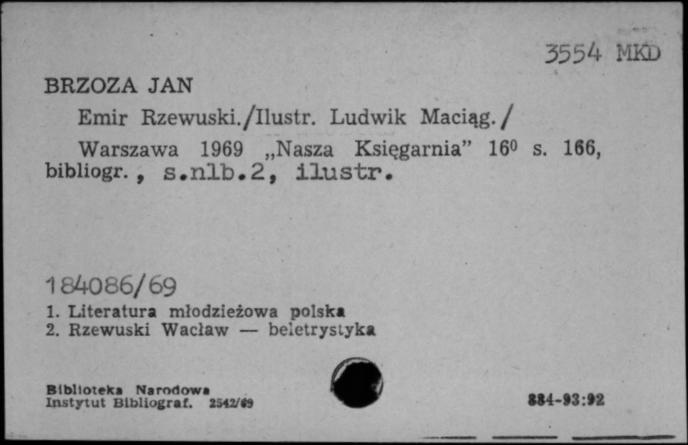 3554 MKD
BRZOZA JAN
Emir Rzewuski./Ilustr. Ludwik Maciąg./
Warszawa 1969 „Nasza Księgarnia” 16⁰ s. 166,
bibliogr., s.nlb.2, ilustr.
184086/69
1. Literatura młodzieżowa polska
2. Rzewuski Wacław — beletrystyka
Biblioteka Narodowa
Instytut Bibliograf. 2542/69
884-93:92